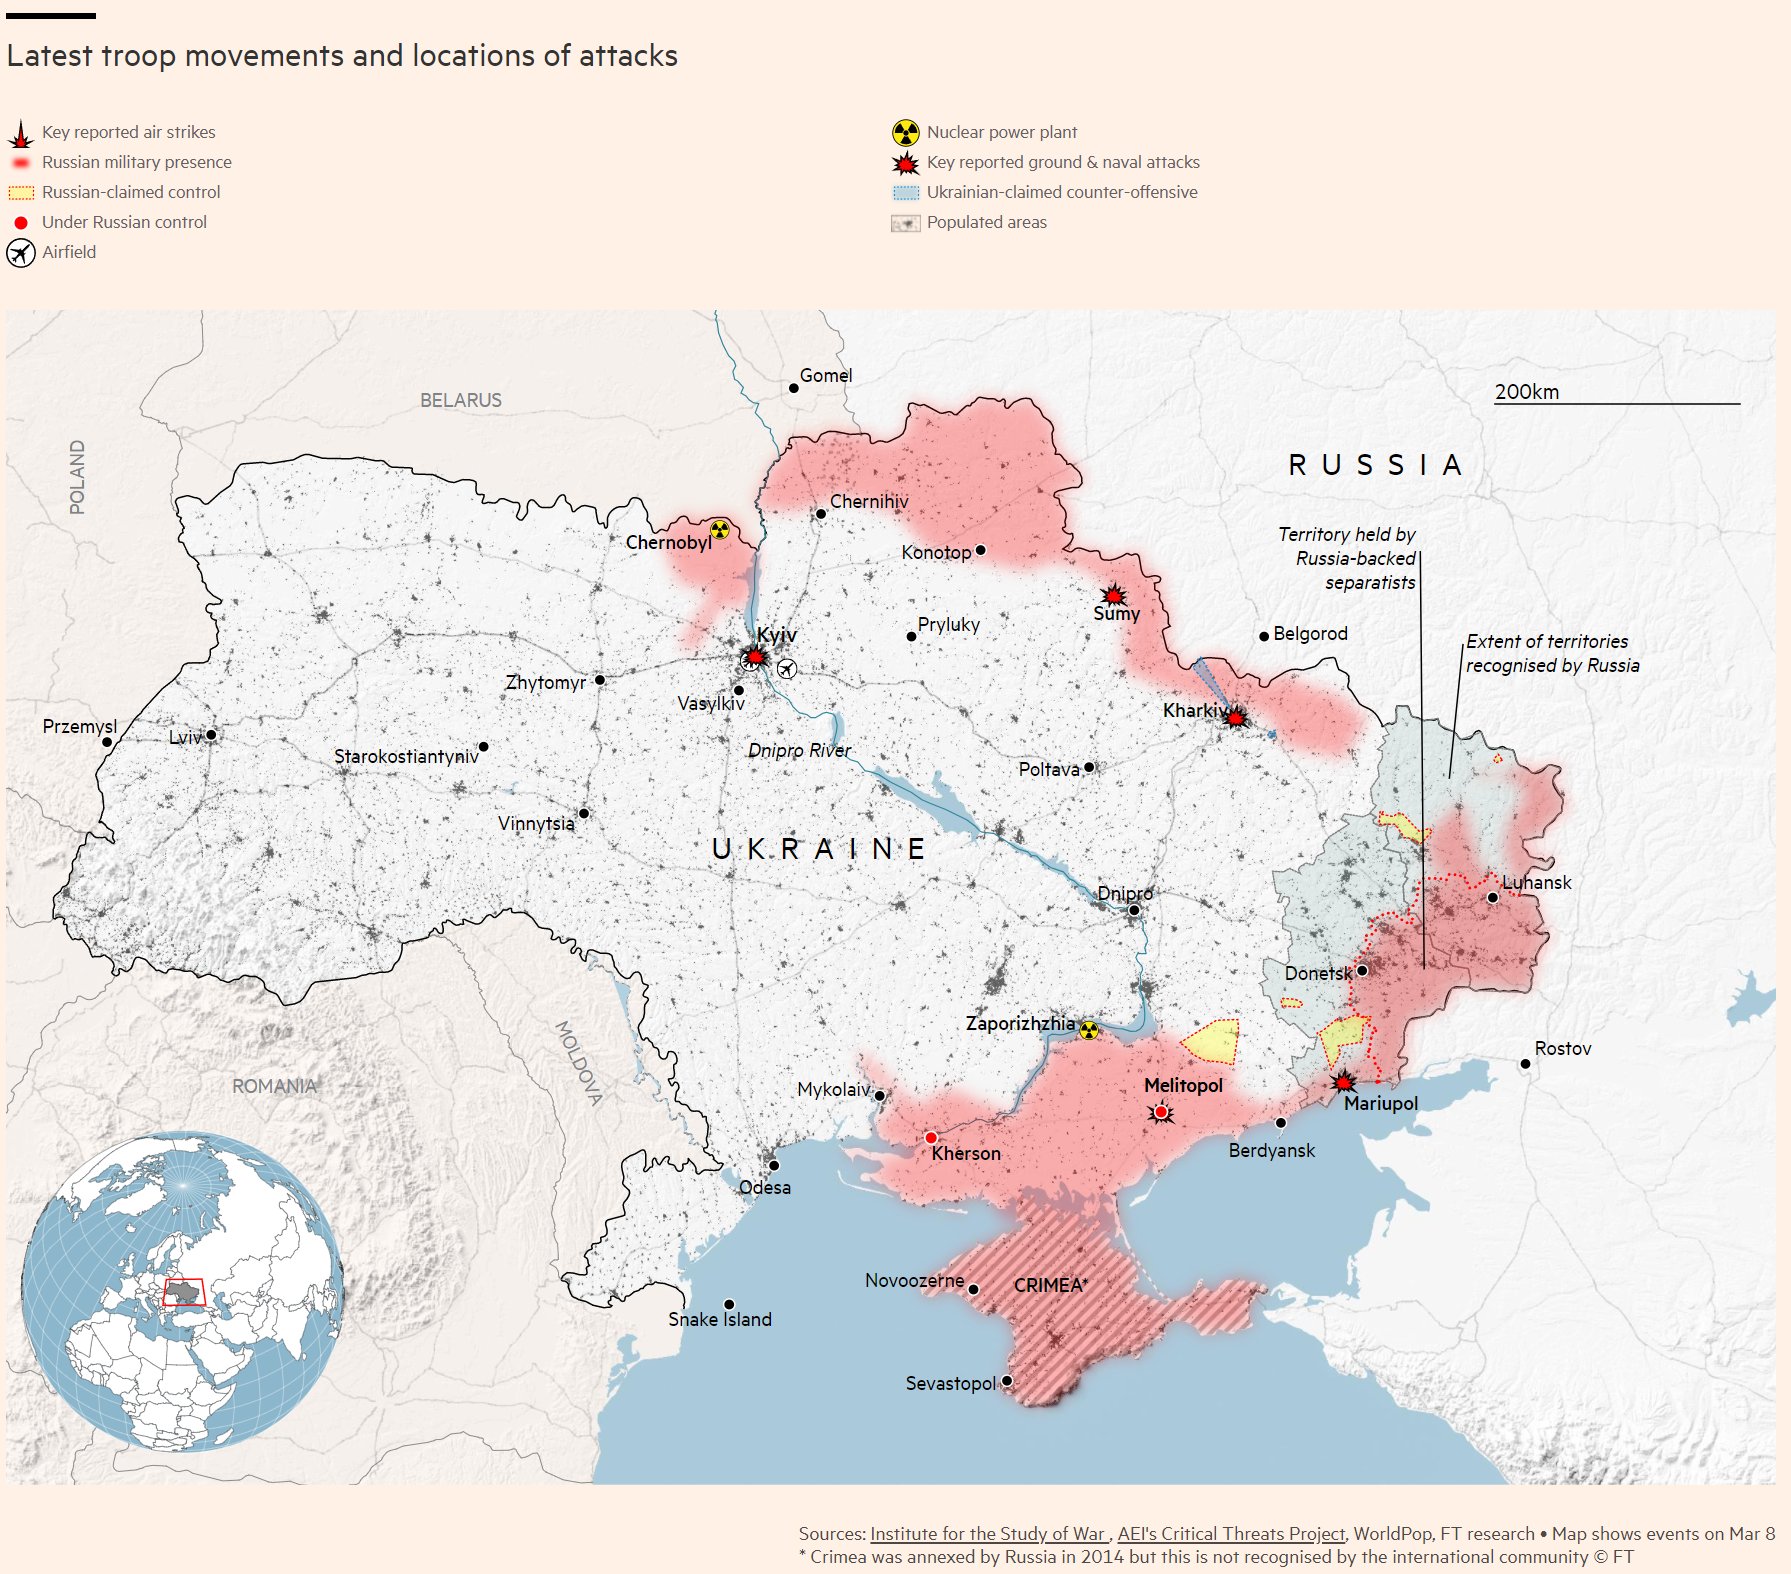 Latest troop movements and locations of attacks
Key reported air strikes
Russian military presence
Russian-claimed control
Under Russian control
Airfield
Nuclear power plant
Key reported ground & naval attacks
Ukrainian-claimed counter-offensive
Populated areas
Gomel
BELARUS
200km
POLAND
RUSSIA
Chernihiv
Chernobyl
Konotop
Territory held by
Russia-backed
separatists
Sumy
Pryluky
Kyiv
Belgorod
Extent of territories
recognised by Russia
Zhytomyr
Vasylkiv
Kharkiv
Przemysl
Lviv
Starokostiantyniv
Dnipro River
Poltava
Vinnytsia
UKRAINE
Dnipro
Luhansk
Donetsk
Zaporizhzhia
MOLDOVA
Rostov
ROMANIA
Mykolaiv
Melitopol
Mariupol
Kherson
Berdyansk
Odesa
Novoozerne
CRIMEA*
Snake Island
Sevastopol
Sources: Institute for the Study of War , AEI's Critical Threats Project, WorldPop, FT research • Map shows events on Mar 8
* Crimea was annexed by Russia in 2014 but this is not recognised by the international community © FT